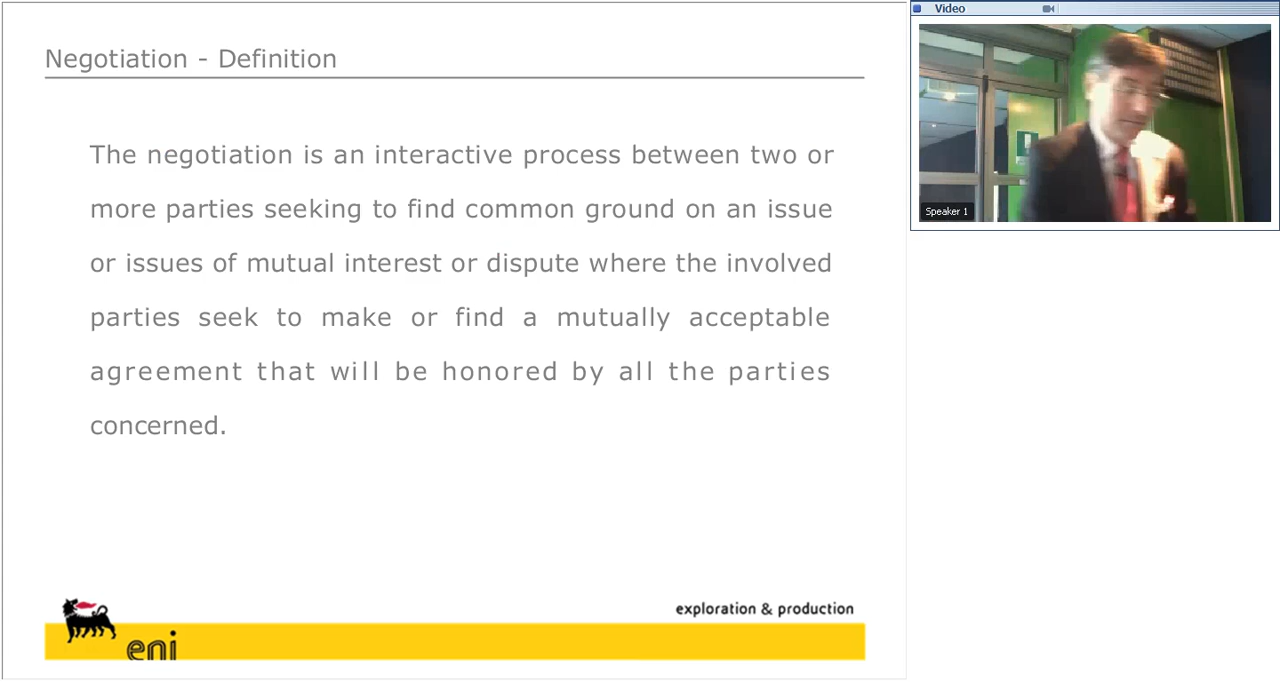 Negotiation - Definition
The negotiation is an interactive process between two or
more parties seeking to find common ground on an issue
or issues of mutual interest or dispute where the involved
parties seek to make or find a mutually acceptable
agreement that will be honored by all the parties
concerned.
exploration & production
eni
Video
Speaker 1